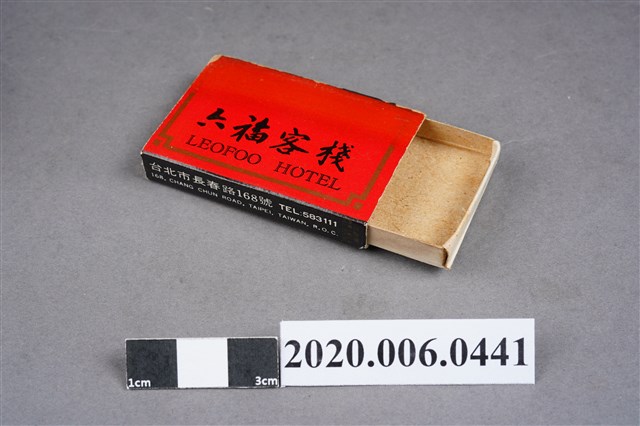 六福客棧
LEOFOO HOTEL
台北市長春路168號 TEL:583111
168, CHANG CHUN ROAD, TAIPEI, TAIWAN, R.O.C.
1cm 3cm
2020.006.0441